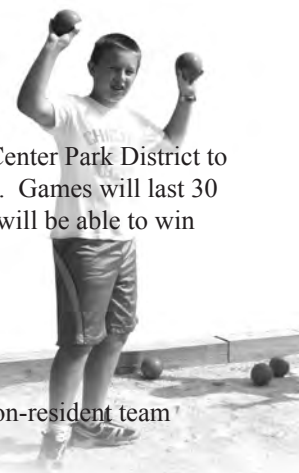 Center Park District to
. Games will last 30
will be able to win
on-resident team